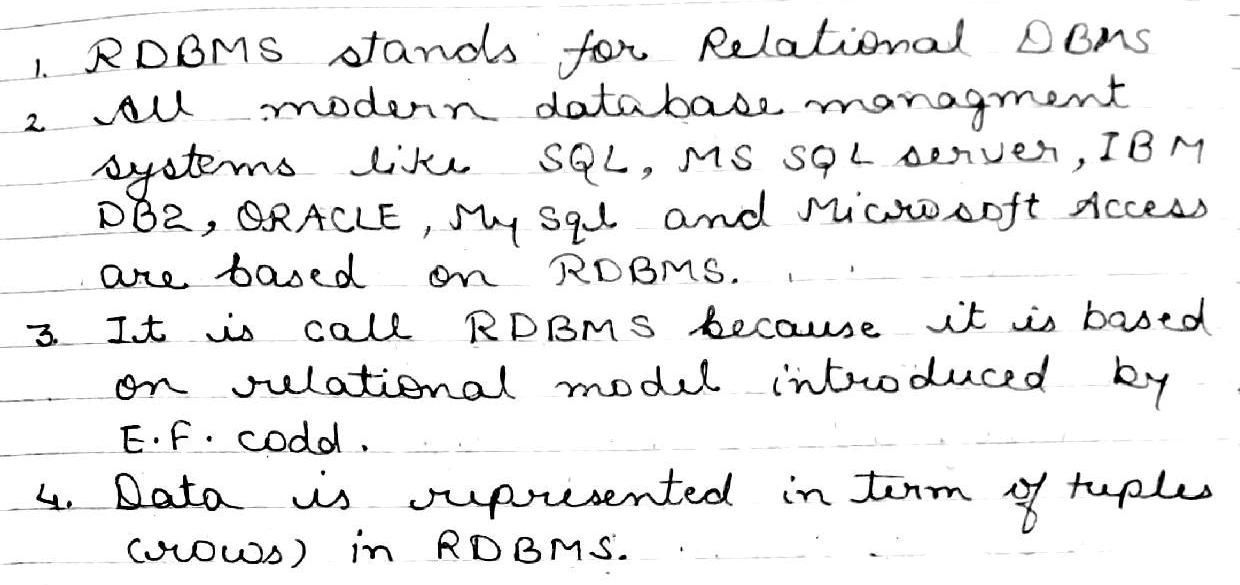 1. RDBMS stands for Relational DBMS
2 All modern database managment
systems like SQL, MS SQL server, IBM
DB2, ORACLE, My Sql and Microsoft Access
are based on RDBMS.
3. It is call RDBMS because it is based
on relational model introduced by
E.F. codd.
4. Data is represented in term of tuples
(rows) in RDBMS.